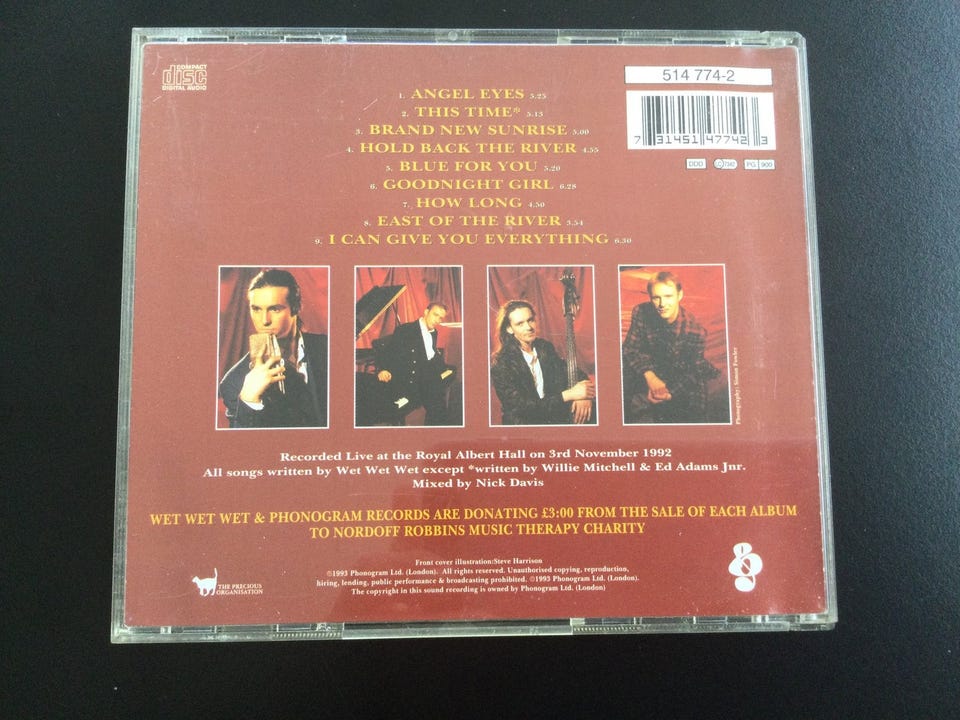 COMPACT
disc
DIGITAL AUDIO
514 774-2
7 31451 47742 3
DDD LC 7342 PG 900
1. ANGEL EYES 5.25
2. THIS TIME* 5.15
3. BRAND NEW SUNRISE 5.00
4. HOLD BACK THE RIVER 4.55
5. BLUE FOR YOU 5.20
6. GOODNIGHT GIRL 6.28
7. HOW LONG 4.50
8. EAST OF THE RIVER 5.54
9. I CAN GIVE YOU EVERYTHING 6.30
Photography: Simon Fowler
Recorded Live at the Royal Albert Hall on 3rd November 1992
All songs written by Wet Wet Wet except *written by Willie Mitchell & Ed Adams Jnr.
Mixed by Nick Davis
WET WET WET & PHONOGRAM RECORDS ARE DONATING £3:00 FROM THE SALE OF EACH ALBUM
TO NORDOFF ROBBINS MUSIC THERAPY CHARITY
Front cover illustration:Steve Harrison
℗1993 Phonogram Ltd. (London). All rights reserved. Unauthorised copying, reproduction,
hiring, lending, public performance & broadcasting prohibited. ©1993 Phonogram Ltd. (London).
The copyright in this sound recording is owned by Phonogram Ltd. (London)
THE PRECIOUS
ORGANISATION